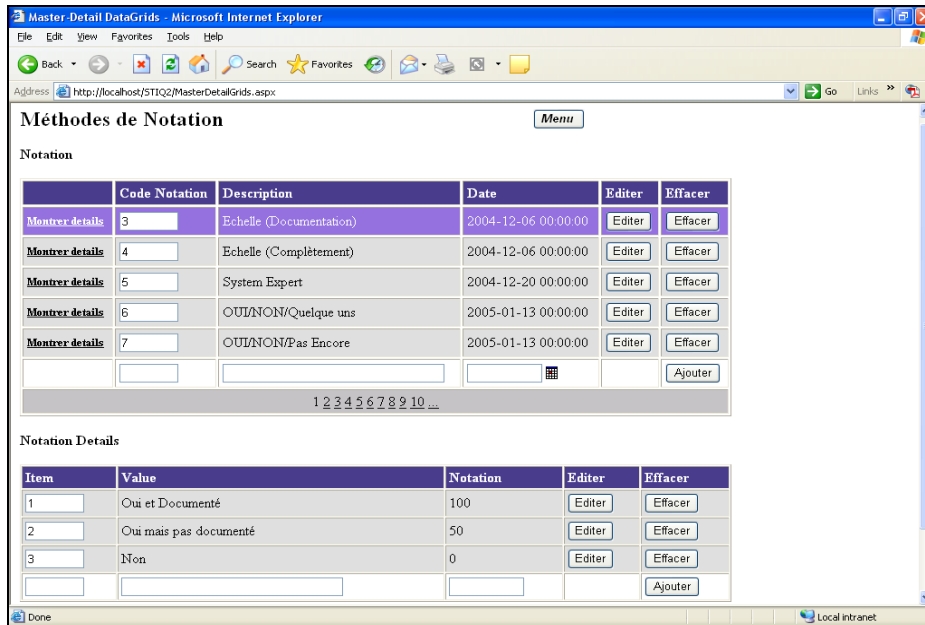 Master-Detail DataGrids - Microsoft Internet Explorer
File Edit View Favorites Tools Help
Back Search Favorites
Address http://localhost/STIQ2/MasterDetailGrids.aspx Go Links »
Méthodes de Notation Menu
Notation
Code Notation Description Date Editer Effacer
Montrer details 3 Echelle (Documentation) 2004-12-06 00:00:00 Editer Effacer
Montrer details 4 Echelle (Complètement) 2004-12-06 00:00:00 Editer Effacer
Montrer details 5 System Expert 2004-12-20 00:00:00 Editer Effacer
Montrer details 6 OUI/NON/Quelque uns 2005-01-13 00:00:00 Editer Effacer
Montrer details 7 OUI/NON/Pas Encore 2005-01-13 00:00:00 Editer Effacer
Ajouter
1 2 3 4 5 6 7 8 9 10 ...
Notation Details
Item Value Notation Editer Effacer
1 Oui et Documenté 100 Editer Effacer
2 Oui mais pas documenté 50 Editer Effacer
3 Non 0 Editer Effacer
Ajouter
Done Local intranet